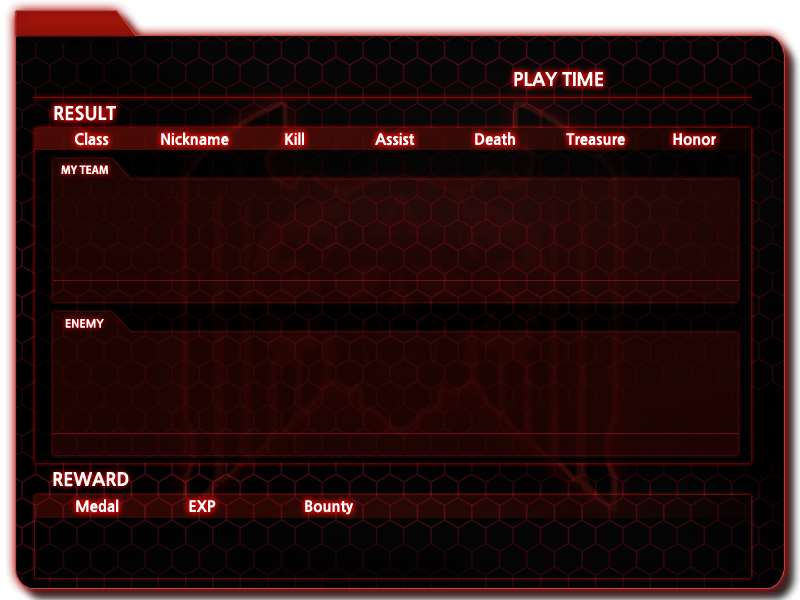 PLAY TIME
RESULT
Class Nickname Kill Assist Death Treasure Honor
MY TEAM
ENEMY
REWARD
Medal EXP Bounty